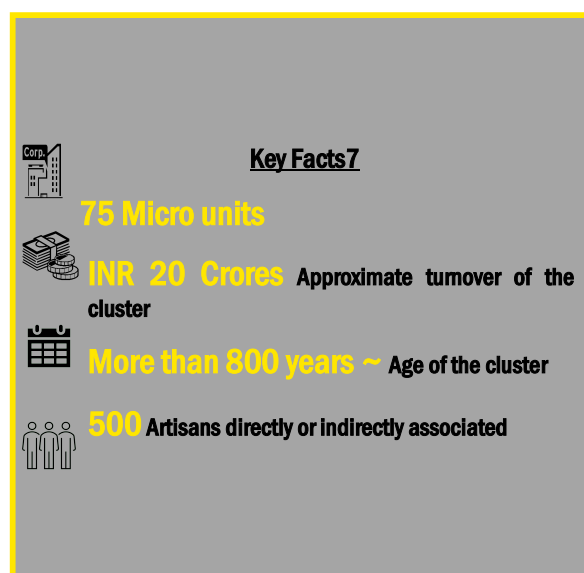 Corp.
Key Facts7
75 Micro units
INR 20 Crores Approximate turnover of the
cluster
More than 800 years ~ Age of the cluster
500 Artisans directly or indirectly associated